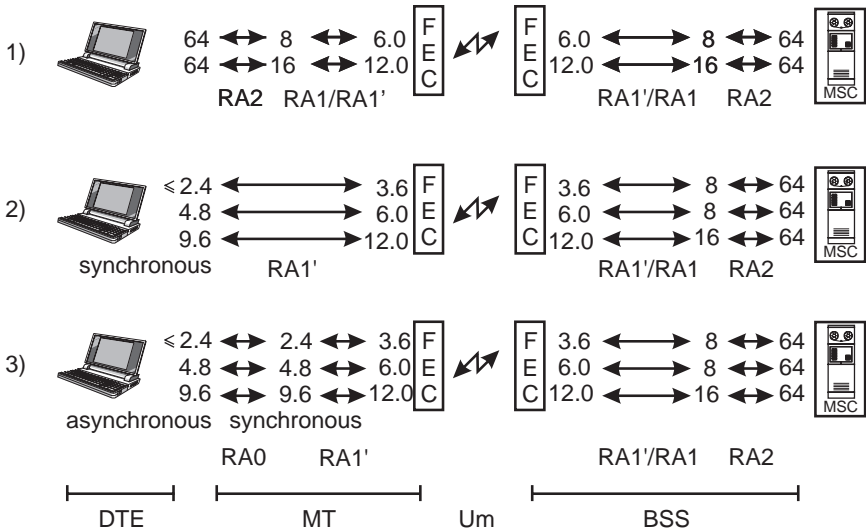 1) 64 8 6.0 F E C 6.0 8 64
64 16 12.0 12.0 16 64
RA2 RA1/RA1’ RA1'/RA1 RA2 MSC
2) ⩽ 2.4 3.6 F E C 3.6 8 64
4.8 6.0 6.0 8 64
9.6 12.0 12.0 16 64
synchronous RA1' RA1'/RA1 RA2 MSC
3) ⩽ 2.4 2.4 3.6 F E C 3.6 8 64
4.8 4.8 6.0 6.0 8 64
9.6 9.6 12.0 12.0 16 64
asynchronous synchronous MSC
RA0 RA1' RA1'/RA1 RA2
DTE MT Um BSS